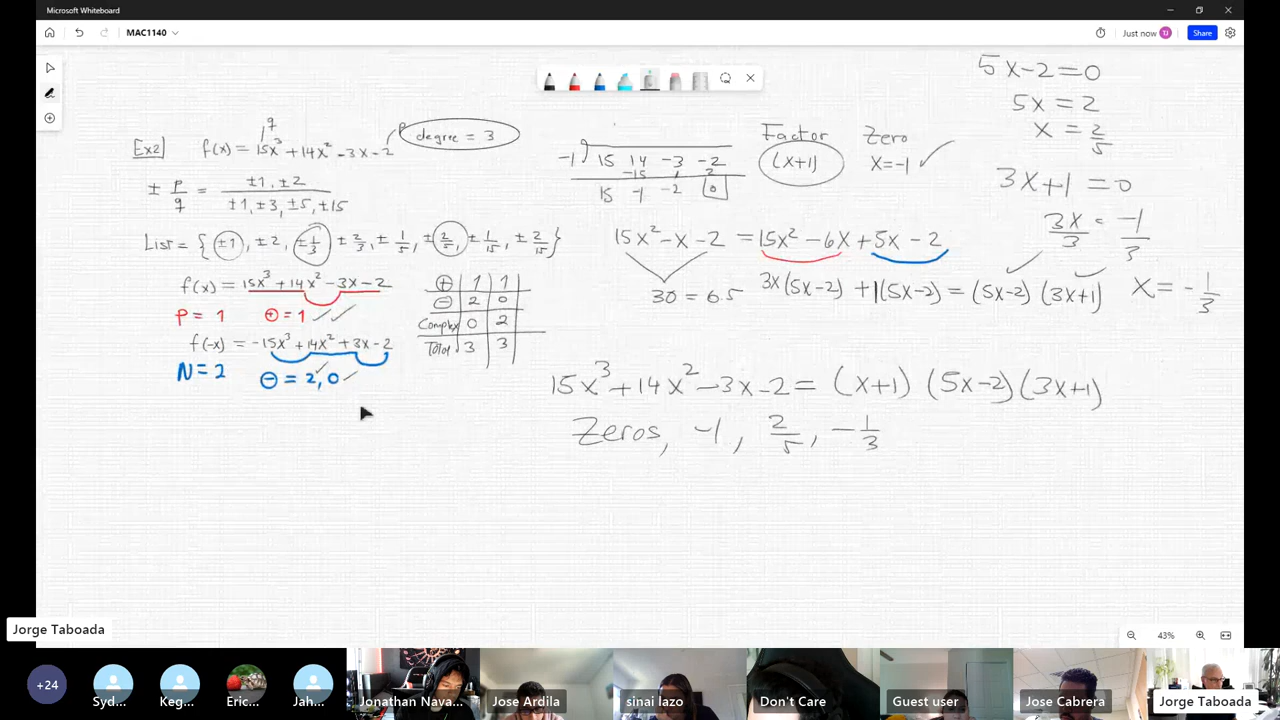 Microsoft Whiteboard
MAC1140
Just now TJ Share
Ex2] f(x) = 15x³ + 14x² - 3x - 2
q
p
degree = 3
± p/q = ±1, ±2 / ±1, ±3, ±5, ±15
List = { ±1, ±2, ±1/3, ±2/3, ±1/5, ±2/5, ±1/15, ±2/15 }
f(x) = 15x³ + 14x² - 3x - 2
P = 1 ⊕ = 1 ✓✓
f(-x) = -15x³ + 14x² + 3x - 2
N = 2 ⊖ = 2, 0 ✓
⊕ 1 1
⊖ 2 0
Complex 0 2
Total 3 3
-1 15 14 -3 -2
-15 1 2
15 -1 -2 0
Factor Zero
(x+1) x=-1 ✓
15x² - x - 2 = 15x² - 6x + 5x - 2
30 = 6.5 3x(5x-2) + 1(5x-2) = (5x-2) (3x+1)
15x³ + 14x² - 3x - 2 = (x+1) (5x-2) (3x+1)
Zeros, -1, 2/5, -1/3
5x-2=0
5x = 2
x = 2/5
3x+1 = 0
3x/3 = -1/3
x = -1/3
43%
Jorge Taboada
+24
Syd...
Keg...
Eric...
Jah...
Jonathan Nava...
Jose Ardila
sinai lazo
Don't Care
Guest user
Jose Cabrera
Jorge Taboada